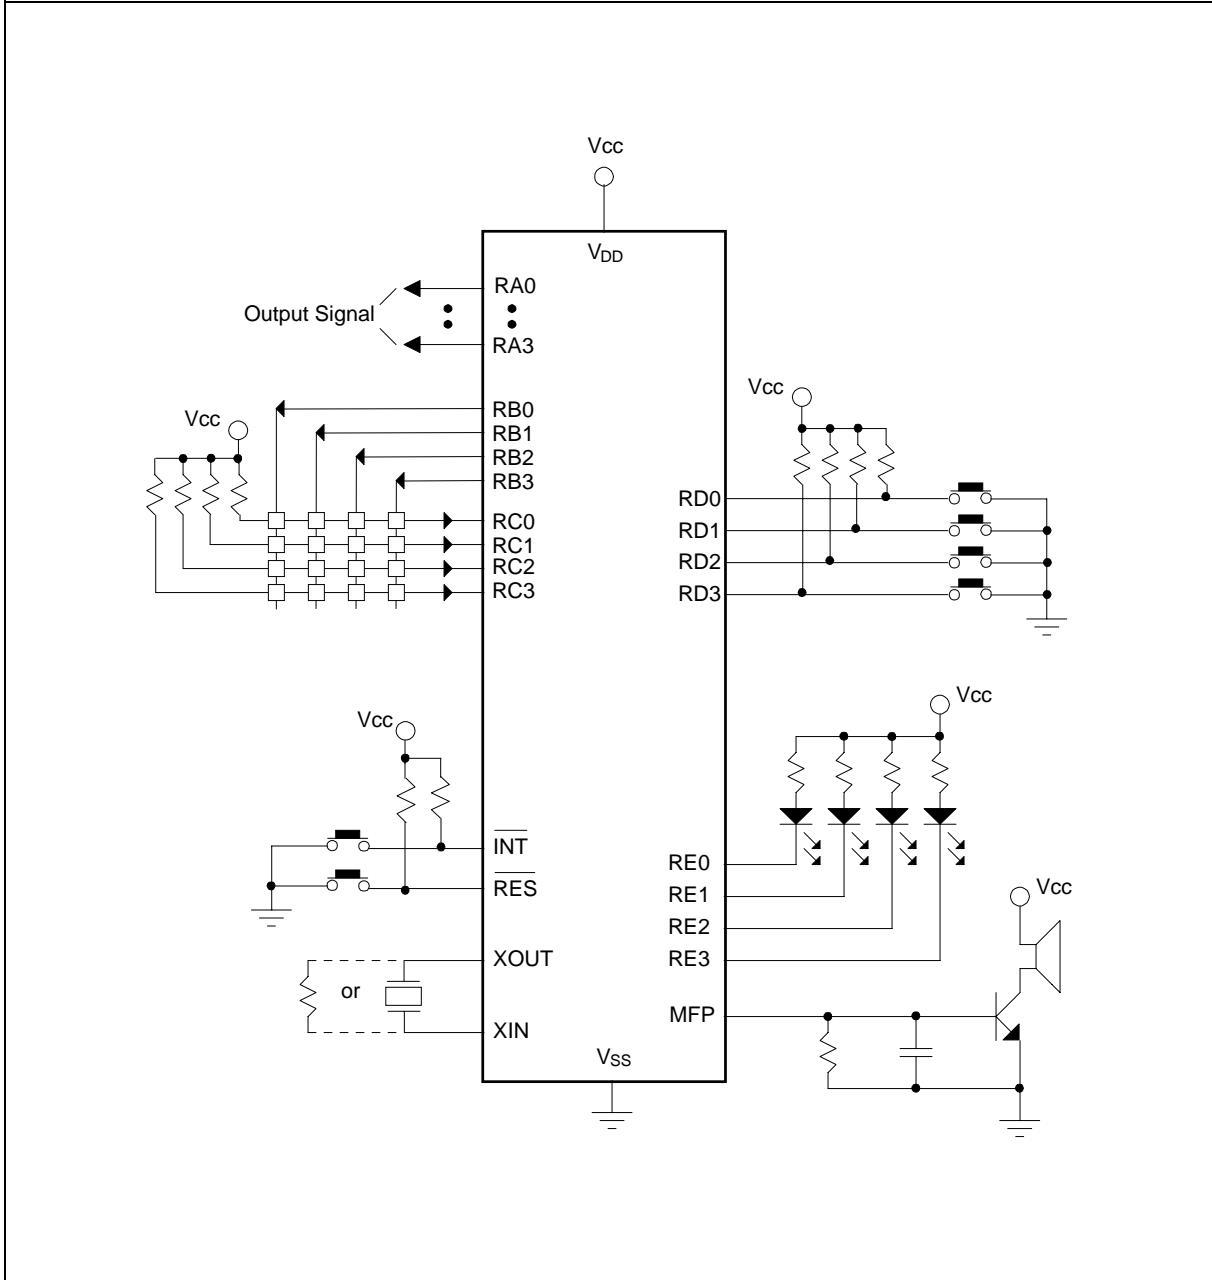 Vcc
VDD
RA0
Output Signal
RA3
RB0
RB1
RB2
RB3
Vcc
RC0
RC1
RC2
RC3
Vcc
RD0
RD1
RD2
RD3
Vcc
INT
RES
XOUT
or
XIN
Vcc
RE0
RE1
RE2
RE3
Vcc
MFP
VSS